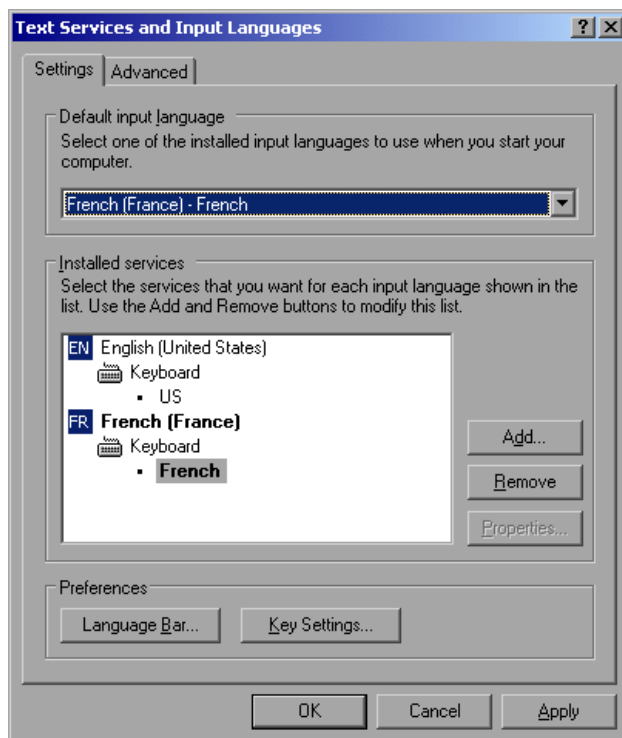 Text Services and Input Languages
Settings
Advanced
Default input language
Select one of the installed input languages to use when you start your
computer.
French (France) - French
Installed services
Select the services that you want for each input language shown in the
list. Use the Add and Remove buttons to modify this list.
EN English (United States)
Keyboard
• US
FR French (France)
Keyboard
• French
Add...
Remove
Properties...
Preferences
Language Bar...
Key Settings...
OK
Cancel
Apply